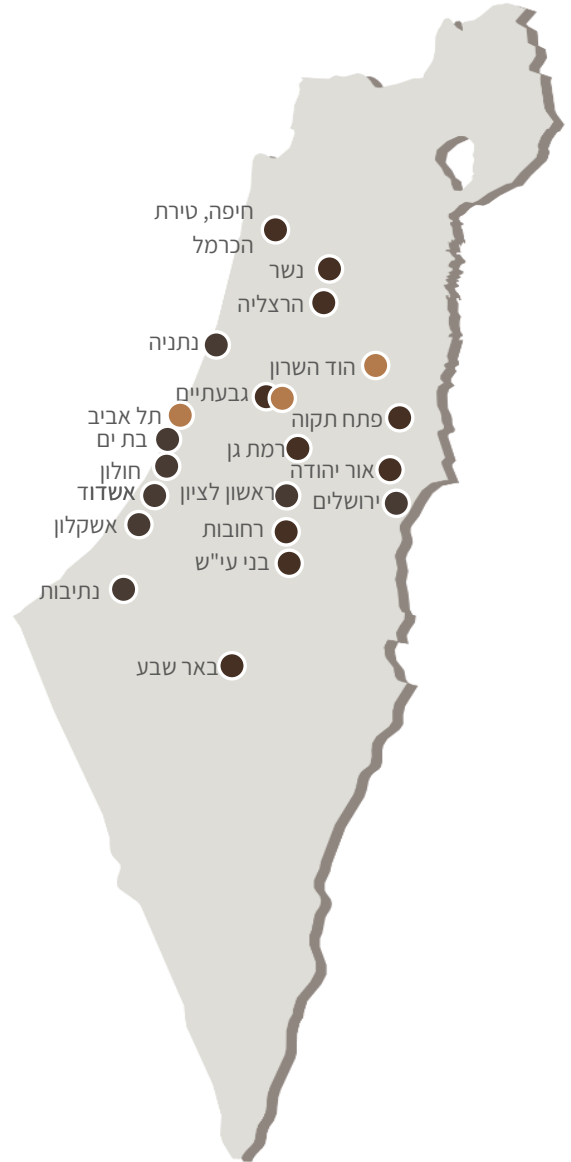 חיפה, טירת
הכרמל
נשר
הרצליה
נתניה
הוד השרון
גבעתיים
תל אביב
פתח תקוה
בת ים
רמת גן
חולון
אור יהודה
אשדוד
ראשון לציון
ירושלים
אשקלון
רחובות
בני עי"ש
נתיבות
באר שבע